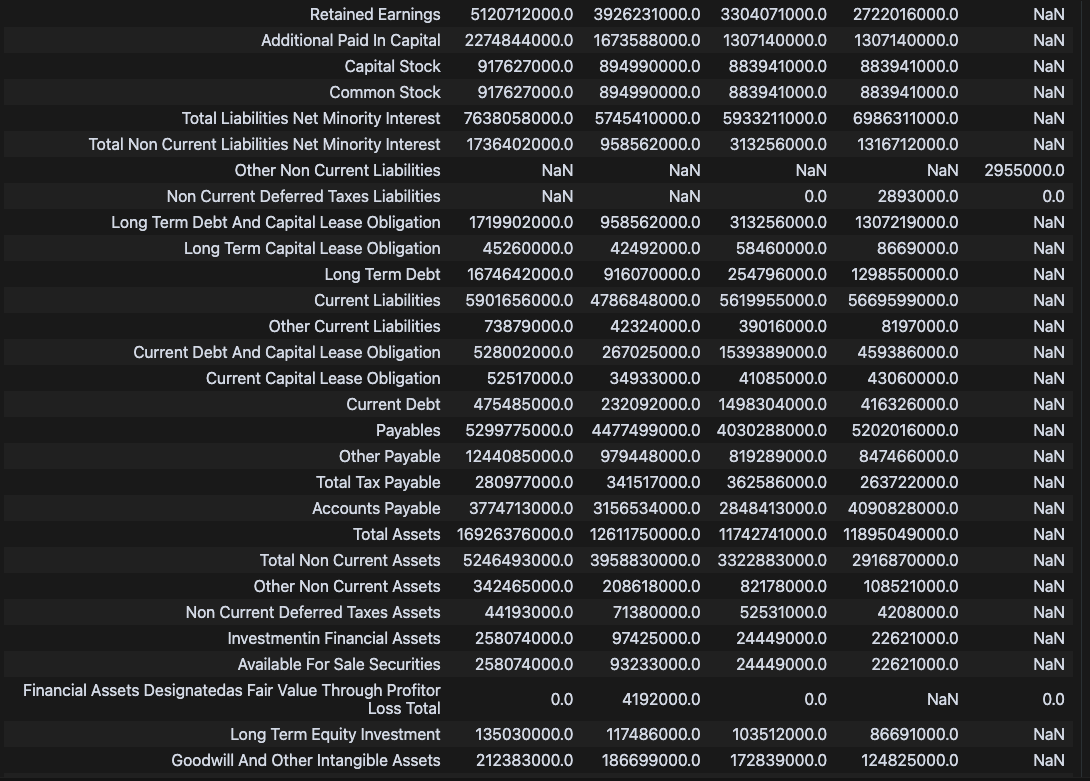 Retained Earnings 5120712000.0 3926231000.0 3304071000.0 2722016000.0 NaN
Additional Paid In Capital 2274844000.0 1673588000.0 1307140000.0 1307140000.0 NaN
Capital Stock 917627000.0 894990000.0 883941000.0 883941000.0 NaN
Common Stock 917627000.0 894990000.0 883941000.0 883941000.0 NaN
Total Liabilities Net Minority Interest 7638058000.0 5745410000.0 5933211000.0 6986311000.0 NaN
Total Non Current Liabilities Net Minority Interest 1736402000.0 958562000.0 313256000.0 1316712000.0 NaN
Other Non Current Liabilities NaN NaN NaN NaN 2955000.0
Non Current Deferred Taxes Liabilities NaN NaN 0.0 2893000.0 0.0
Long Term Debt And Capital Lease Obligation 1719902000.0 958562000.0 313256000.0 1307219000.0 NaN
Long Term Capital Lease Obligation 45260000.0 42492000.0 58460000.0 8669000.0 NaN
Long Term Debt 1674642000.0 916070000.0 254796000.0 1298550000.0 NaN
Current Liabilities 5901656000.0 4786848000.0 5619955000.0 5669599000.0 NaN
Other Current Liabilities 73879000.0 42324000.0 39016000.0 8197000.0 NaN
Current Debt And Capital Lease Obligation 528002000.0 267025000.0 1539389000.0 459386000.0 NaN
Current Capital Lease Obligation 52517000.0 34933000.0 41085000.0 43060000.0 NaN
Current Debt 475485000.0 232092000.0 1498304000.0 416326000.0 NaN
Payables 5299775000.0 4477499000.0 4030288000.0 5202016000.0 NaN
Other Payable 1244085000.0 979448000.0 819289000.0 847466000.0 NaN
Total Tax Payable 280977000.0 341517000.0 362586000.0 263722000.0 NaN
Accounts Payable 3774713000.0 3156534000.0 2848413000.0 4090828000.0 NaN
Total Assets 16926376000.0 12611750000.0 11742741000.0 11895049000.0 NaN
Total Non Current Assets 5246493000.0 3958830000.0 3322883000.0 2916870000.0 NaN
Other Non Current Assets 342465000.0 208618000.0 82178000.0 108521000.0 NaN
Non Current Deferred Taxes Assets 44193000.0 71380000.0 52531000.0 4208000.0 NaN
Investmentin Financial Assets 258074000.0 97425000.0 24449000.0 22621000.0 NaN
Available For Sale Securities 258074000.0 93233000.0 24449000.0 22621000.0 NaN
Financial Assets Designatedas Fair Value Through Profitor
Loss Total 0.0 4192000.0 0.0 NaN 0.0
Long Term Equity Investment 135030000.0 117486000.0 103512000.0 86691000.0 NaN
Goodwill And Other Intangible Assets 212383000.0 186699000.0 172839000.0 124825000.0 NaN